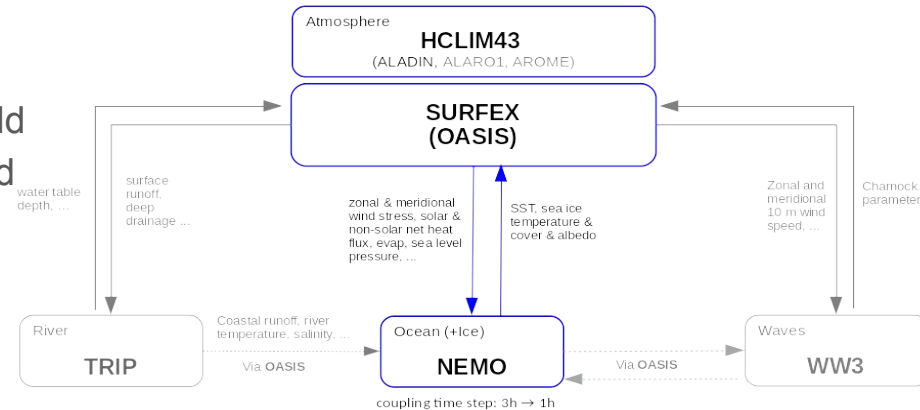 Atmosphere
HCLIM43
(ALADIN, ALARO1, AROME)
SURFEX
(OASIS)
ld
d
water table
depth, ...
surface
runoff,
deep
drainage ...
zonal & meridional
wind stress, solar &
non-solar net heat
flux, evap, sea level
pressure, ...
SST, sea ice
temperature &
cover & albedo
Zonal and
meridional
10 m wind
speed, ...
Charnock
parameter
River
TRIP
Coastal runoff, river
temperature, salinity, ...
Via OASIS
Ocean (+Ice)
NEMO
Via OASIS
Waves
WW3
coupling time step: 3h → 1h